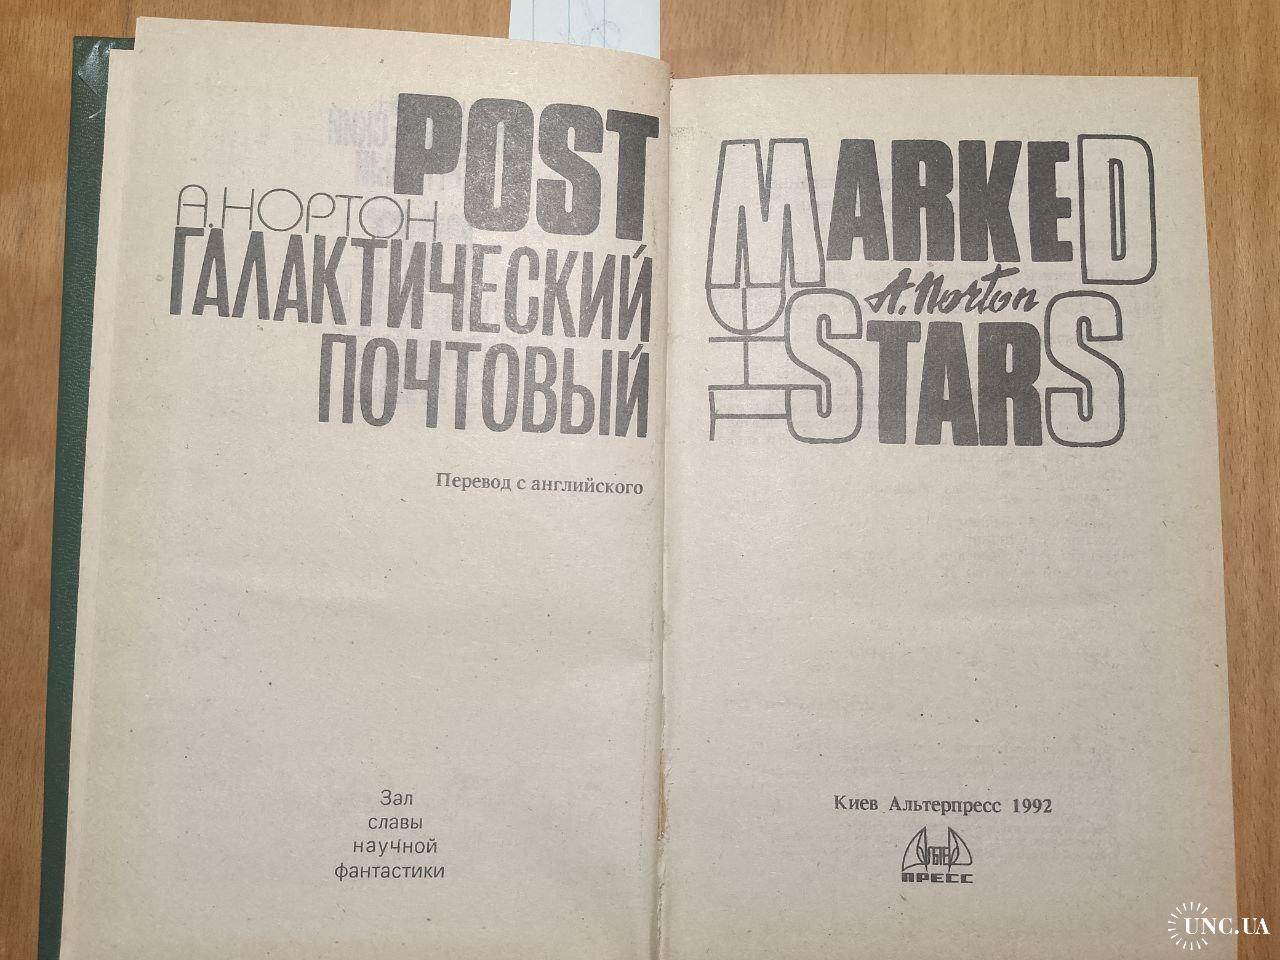 POST
А. НОРТОН
ГАЛАКТИЧЕСКИЙ
ПОЧТОВЫЙ
Перевод с английского
Зал
славы
научной
фантастики
MARKED
THE
A. Norton
STARS
Киев Альтерпресс 1992
АЛЬТЕР
ПРЕСС
UNC.UA